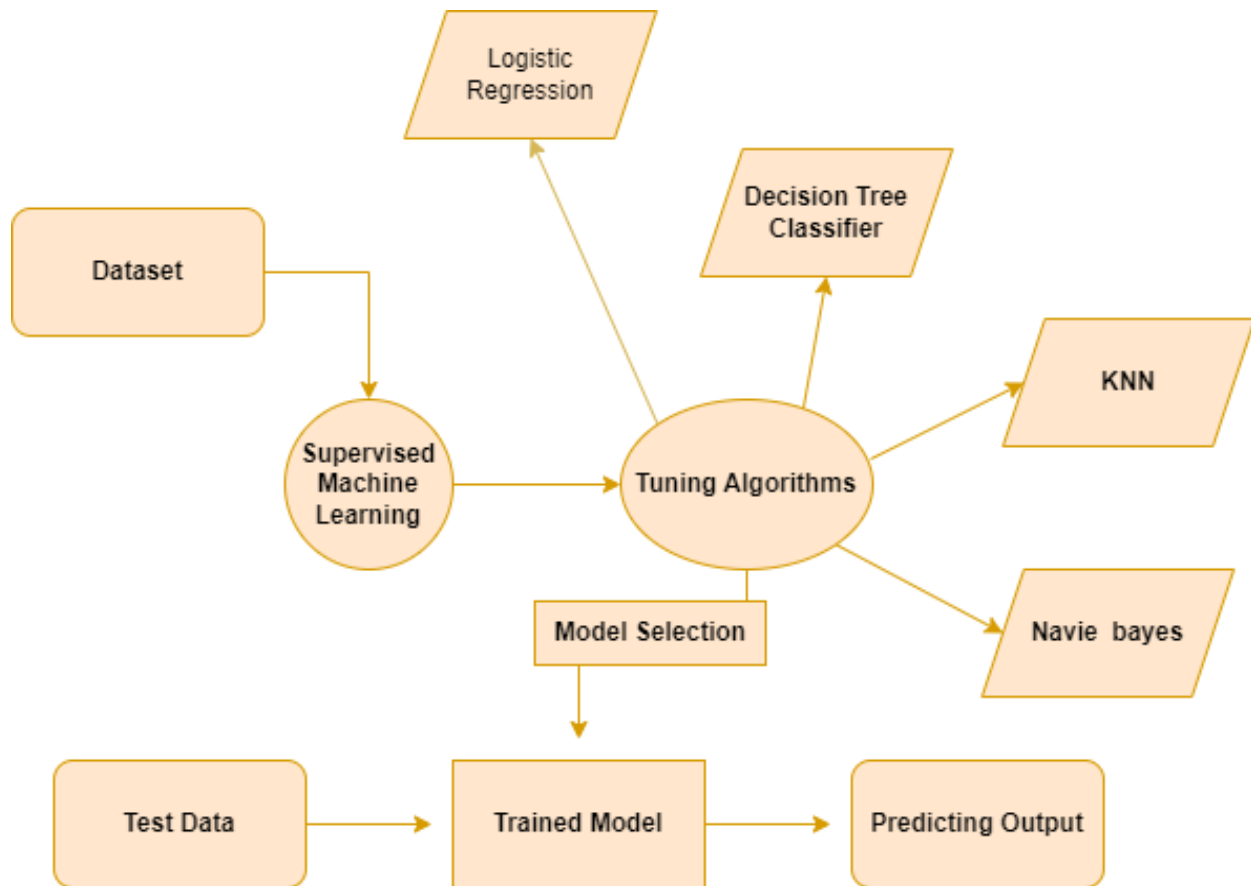 Logistic
Regression
Decision Tree
Classifier
Dataset
KNN
Supervised
Machine
Learning
Tuning Algorithms
Model Selection
Navie bayes
Test Data
Trained Model
Predicting Output